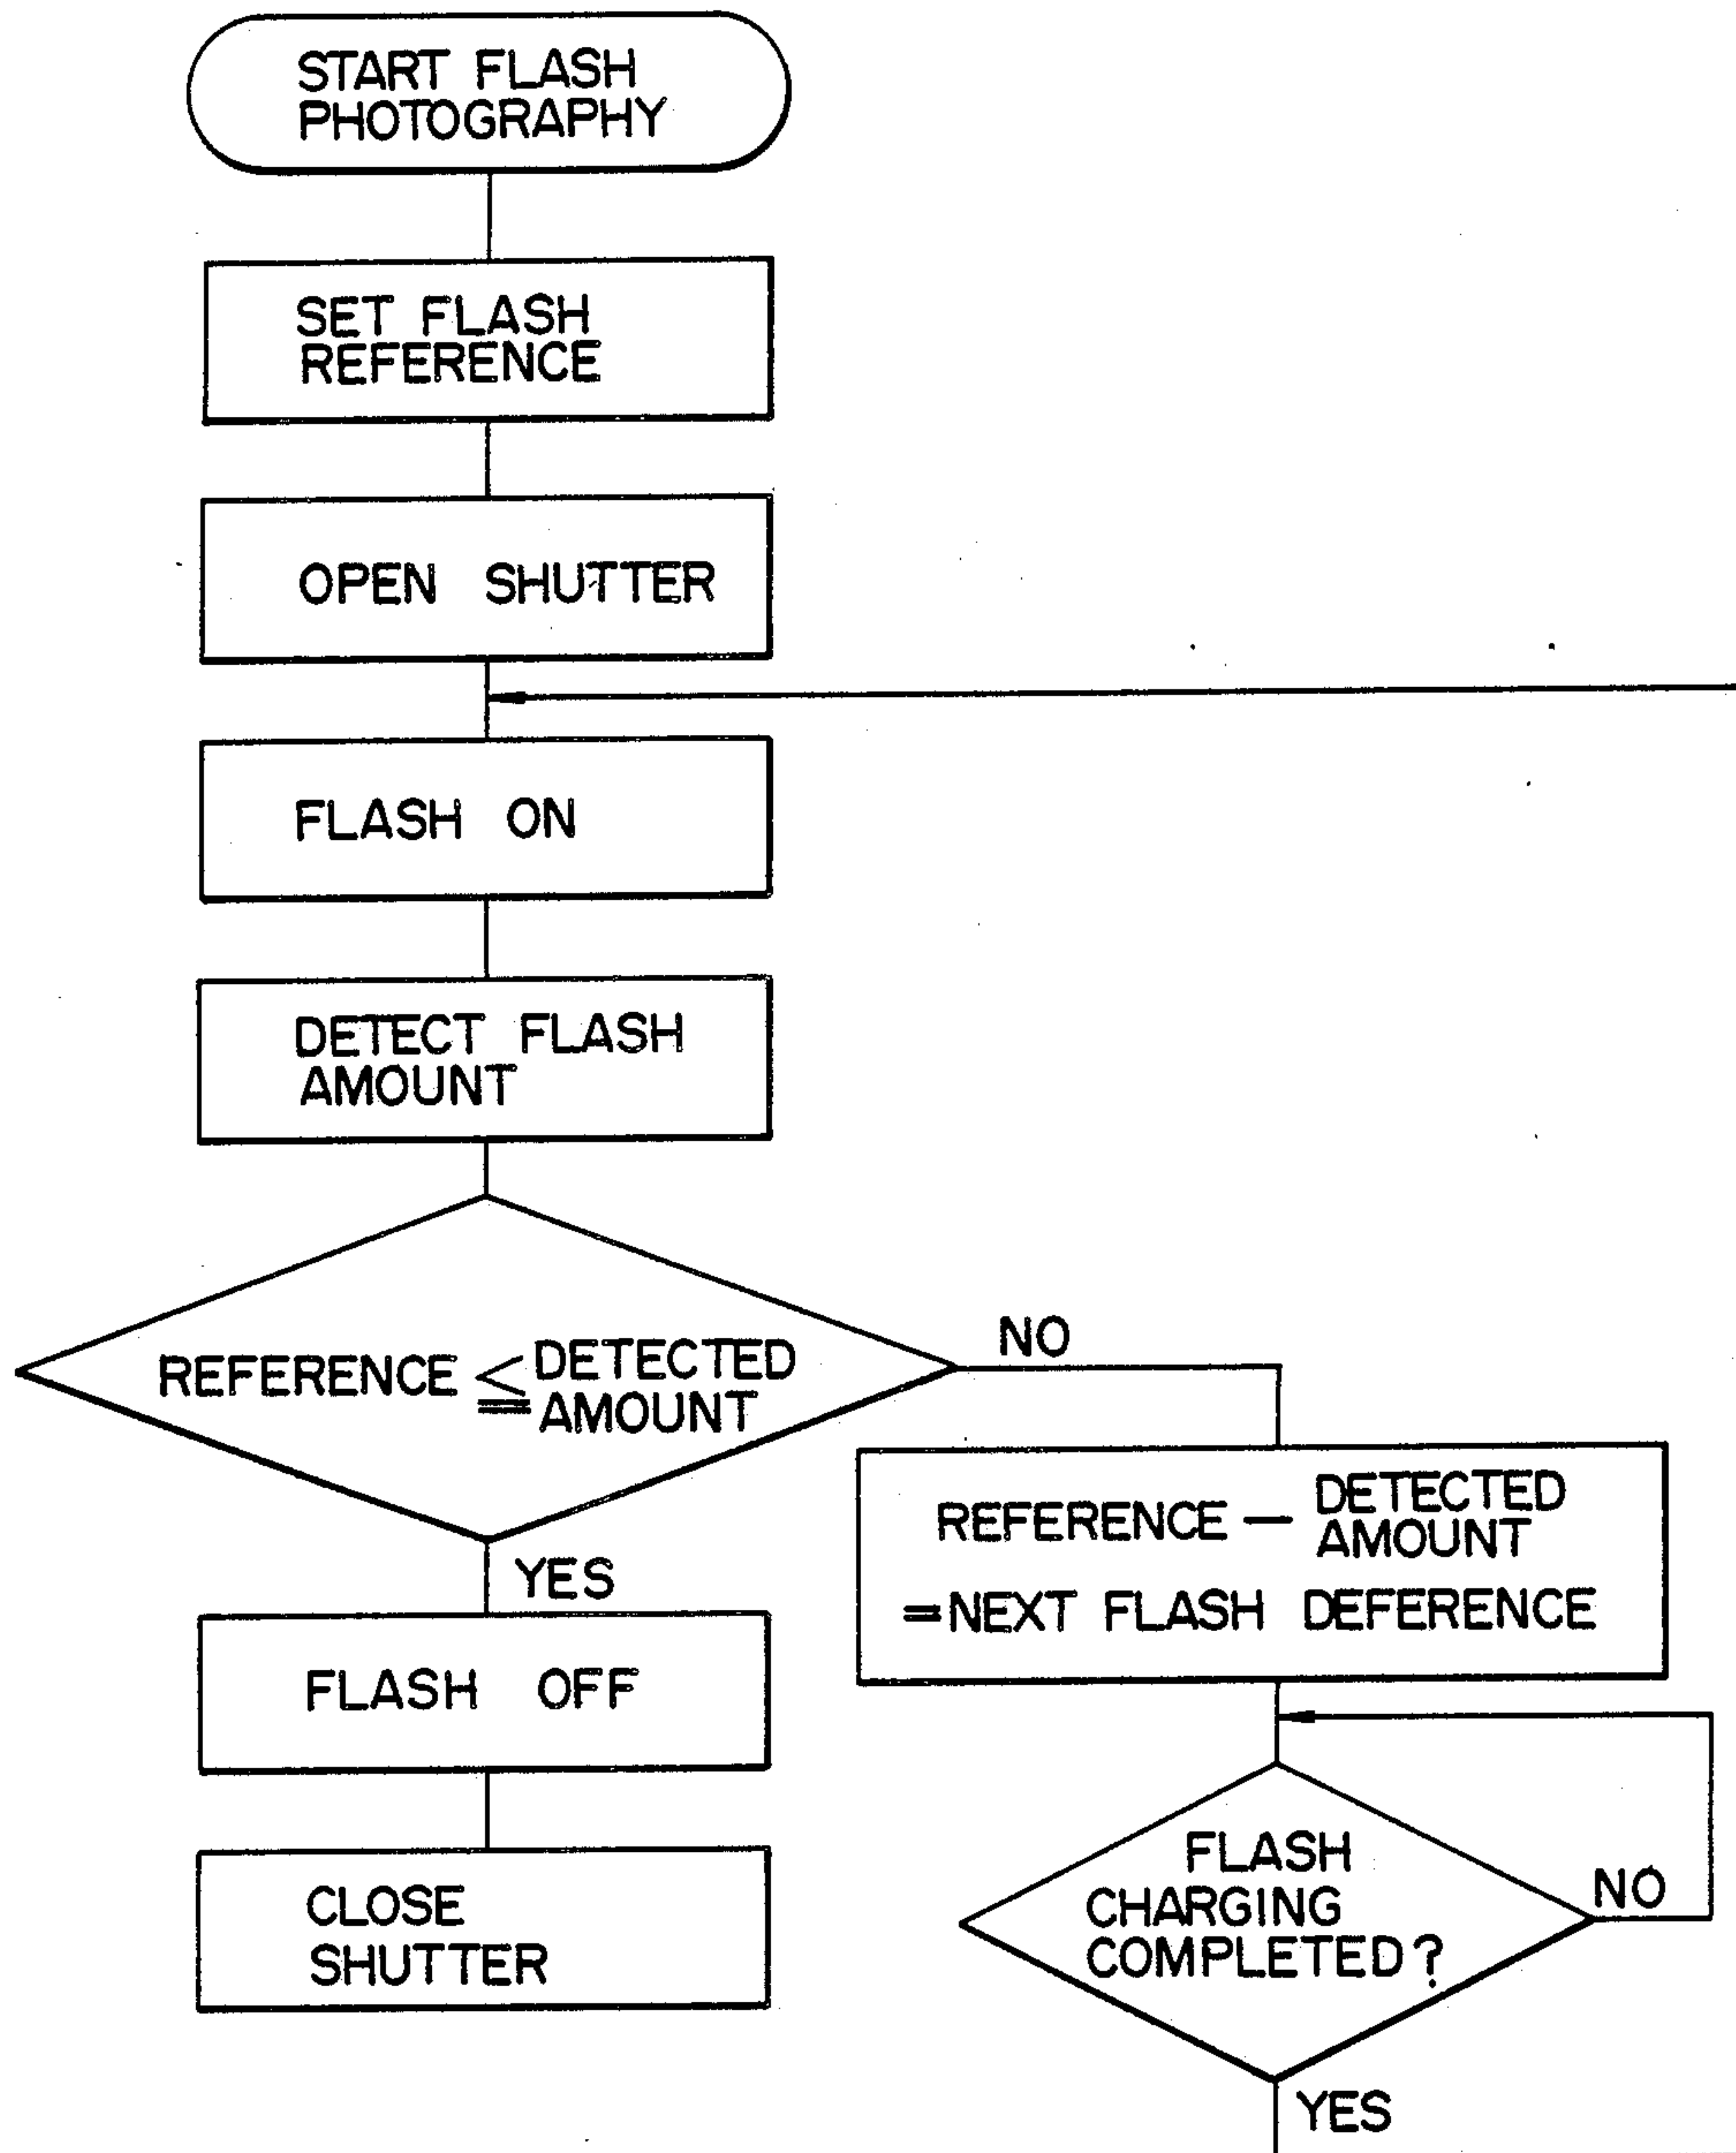 START FLASH
PHOTOGRAPHY
SET FLASH
REFERENCE
OPEN SHUTTER
FLASH ON
DETECT FLASH
AMOUNT
REFERENCE ≦ DETECTED
AMOUNT
NO
YES
FLASH OFF
CLOSE
SHUTTER
REFERENCE — DETECTED
AMOUNT
=NEXT FLASH DEFERENCE
FLASH
CHARGING
COMPLETED?
NO
YES